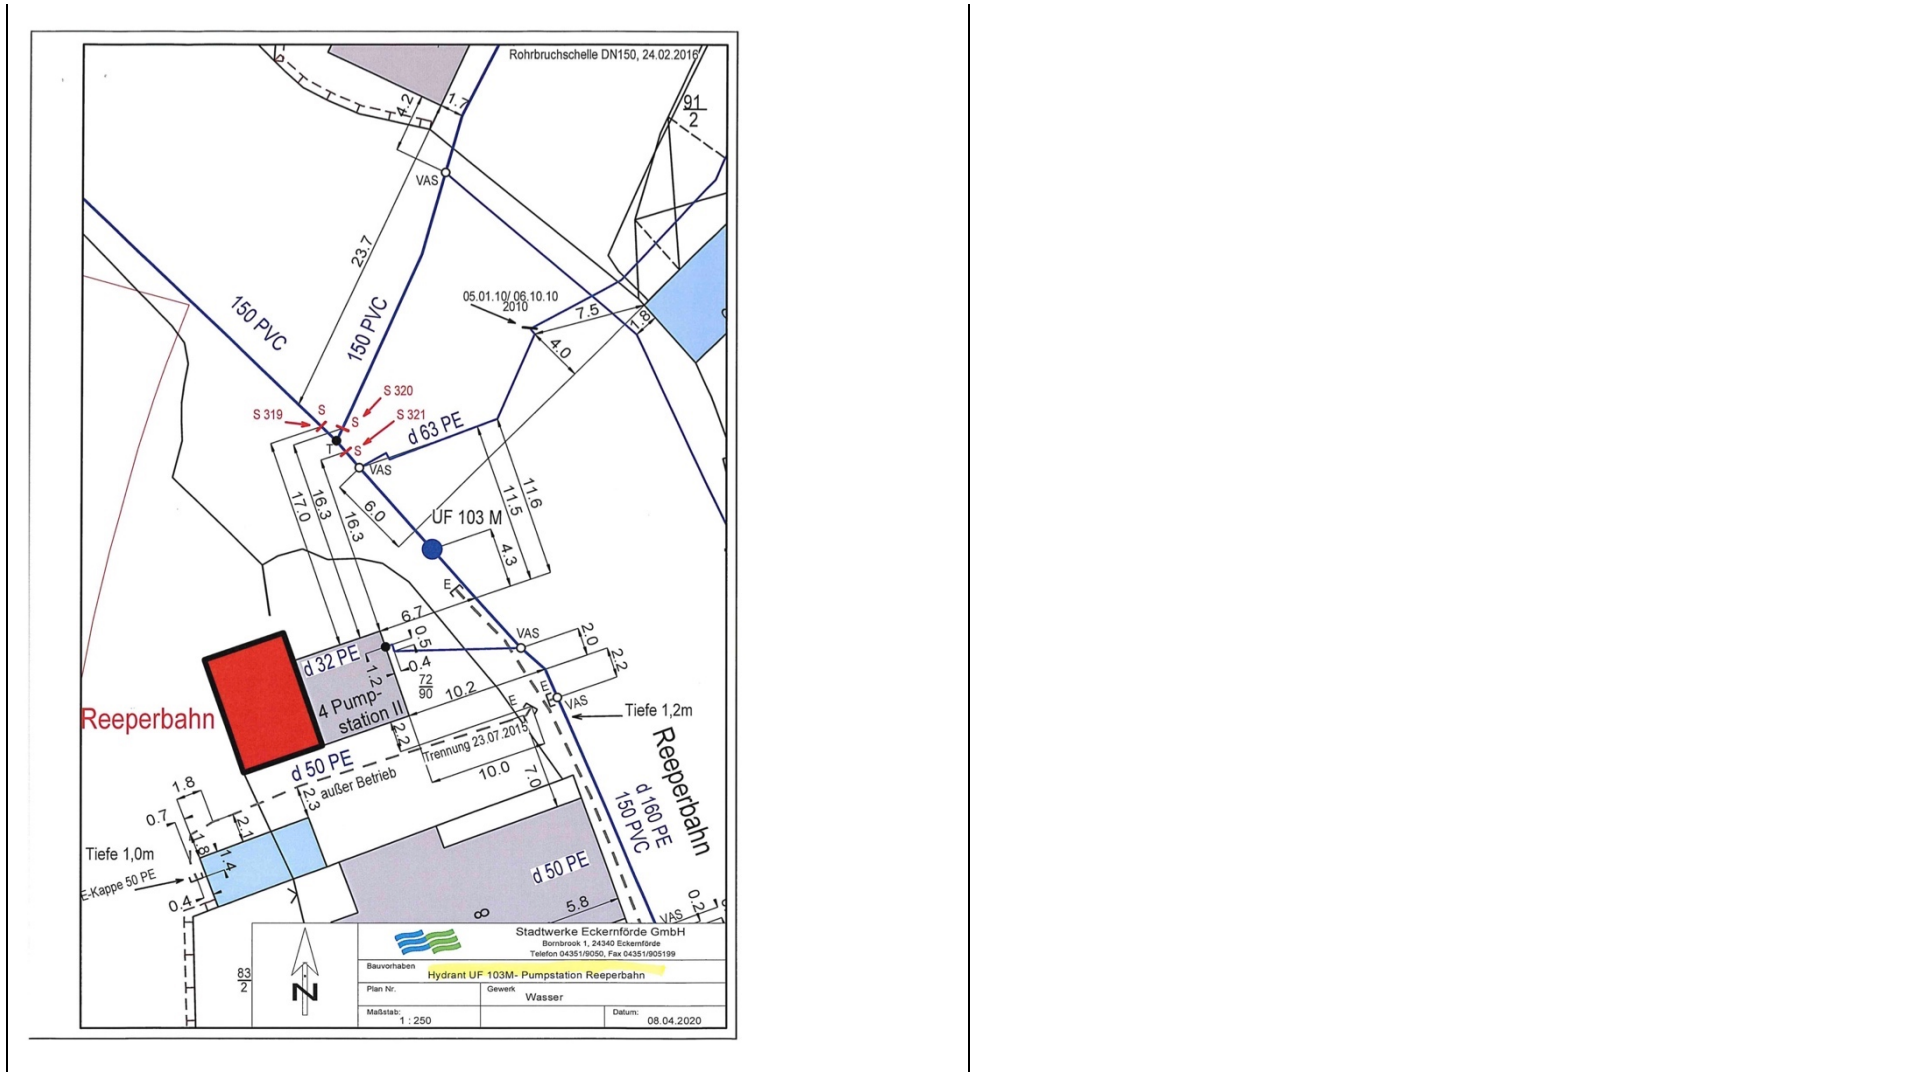 Rohrbruchschelle DN150, 24.02.2016
91
2
4.2
1.7
VAS
23.7
150 PVC
150 PVC
05.01.10/ 06.10.10
2010
7.5
1.8
4.0
S 320
S
S 319
S
S 321
d 63 PE
T
S
VAS
17.0
16.3
16.3
6.0
11.5
11.6
UF 103 M
4.3
E
6.7
0.5
VAS
2.0
2.2
d 32 PE
1.2
0.4
72
90
10.2
E
E
VAS
Tiefe 1,2m
4 Pump-
station II
Reeperbahn
2.2
Trennung 23.07.2015
Reeperbahn
d 50 PE
außer Betrieb
10.0
7.0
1.8
2.3
0.7
2.1
d 160 PE
150 PVC
1.8
1.4
Tiefe 1,0m
E-Kappe 50 PE
d 50 PE
0.4
5.8
8
0.2
VAS
83
2
N
Stadtwerke Eckernförde GmbH
Bornbrook 1, 24340 Eckernförde
Telefon 04351/9050, Fax 04351/905199
Bauvorhaben
Hydrant UF 103M- Pumpstation Reeperbahn
Plan Nr.
Gewerk
Wasser
Maßstab:
1 : 250
Datum:
08.04.2020